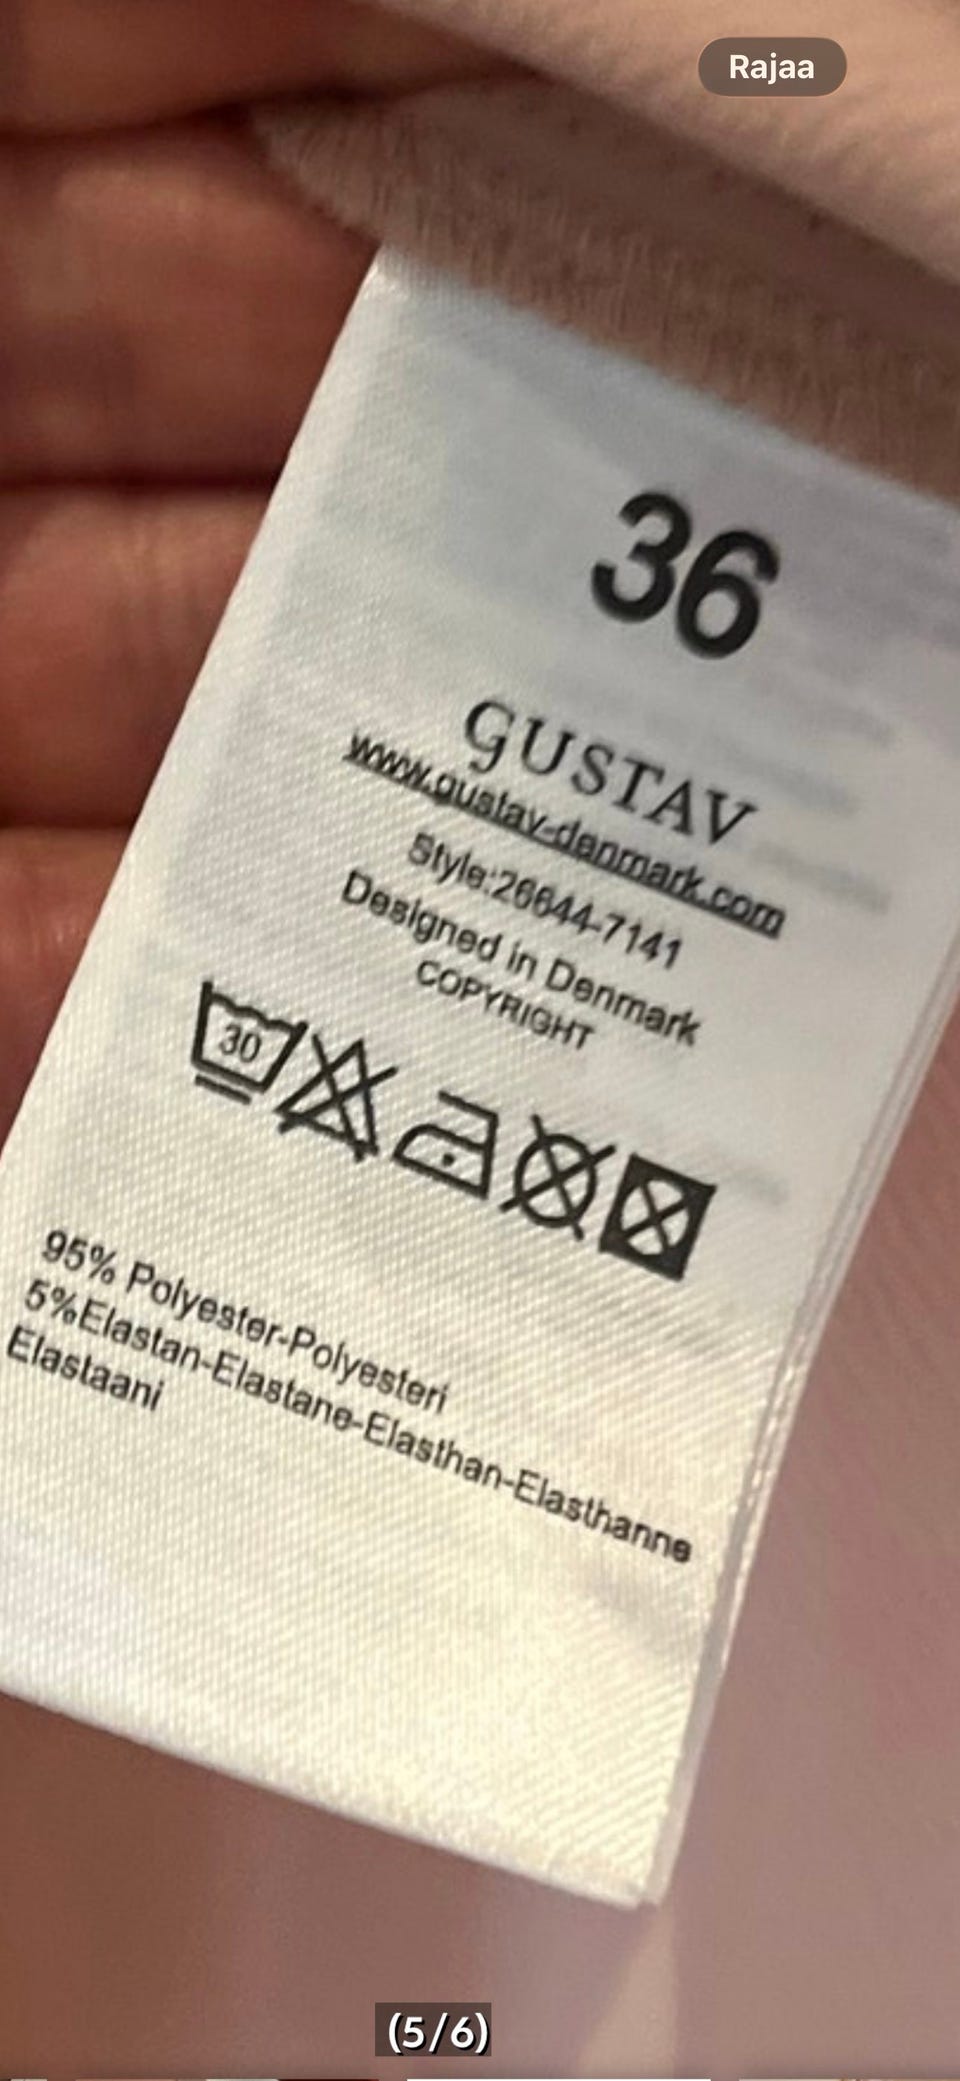 Rajaa
36
GUSTAV
www.gustav-denmark.com
Style:26644-7141
Designed in Denmark
COPYRIGHT
30
95% Polyester-Polyesteri
5%Elastan-Elastane-Elasthan-Elasthanne
Elastaani
(5/6)